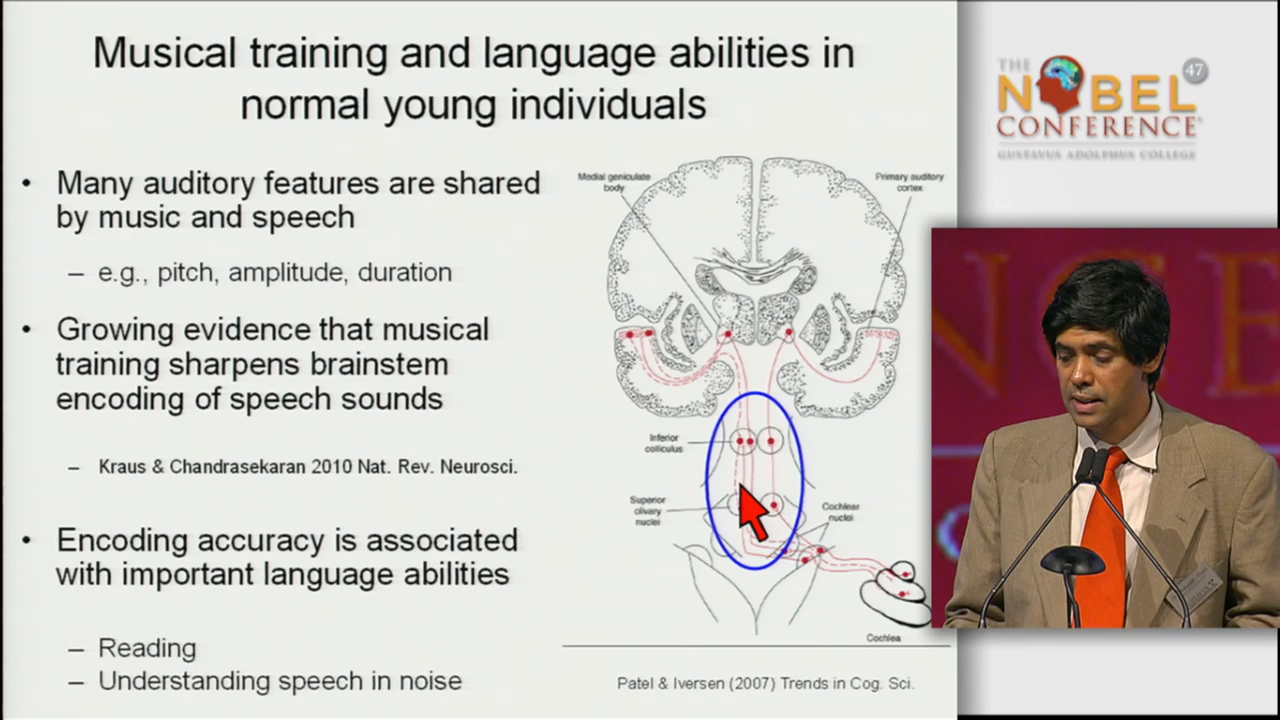 Musical training and language abilities in
normal young individuals
• Many auditory features are shared
by music and speech
– e.g., pitch, amplitude, duration
• Growing evidence that musical
training sharpens brainstem
encoding of speech sounds
– Kraus & Chandrasekaran 2010 Nat. Rev. Neurosci.
• Encoding accuracy is associated
with important language abilities
– Reading
– Understanding speech in noise
Medial geniculate
body
Primary auditory
cortex
Inferior
colliculus
Superior
olivary
nuclei
Cochlear
nuclei
Cochlea
Patel & Iversen (2007) Trends in Cog. Sci.
THE
47
NOBEL
CONFERENCE
GUSTAVUS ADOLPHUS COLLEGE